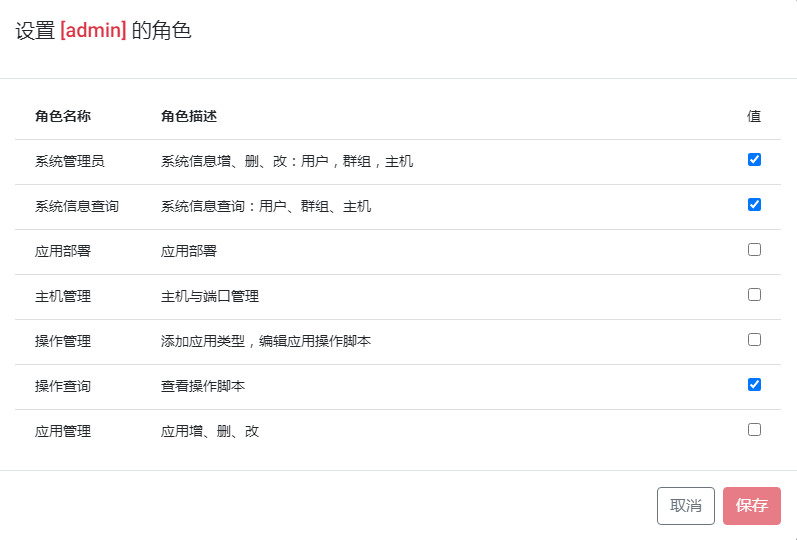 设置 [admin] 的角色
角色名称 角色描述 值
系统管理员 系统信息增、删、改：用户，群组，主机
系统信息查询 系统信息查询：用户、群组、主机
应用部署 应用部署
主机管理 主机与端口管理
操作管理 添加应用类型，编辑应用操作脚本
操作查询 查看操作脚本
应用管理 应用增、删、改
取消 保存